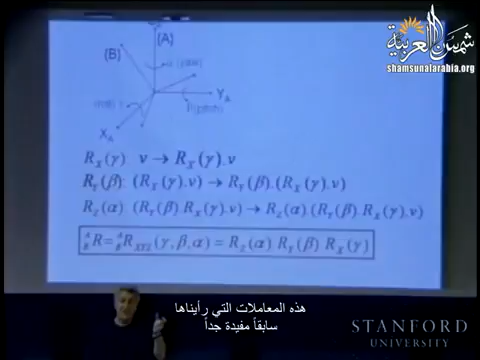 شمس العربية
shamsunalarabia.org
{A}
{B}
Y_A
X_A
R_X(γ): v → R_X(γ).v
R_Y(β): (R_X(γ).v) → R_Y(β).(R_X(γ).v)
R_Z(α): (R_Y(β).R_X(γ).v) → R_Z(α).(R_Y(β).R_X(γ).v)
^A_B R = ^A_B R_XYZ(γ,β,α) = R_Z(α) R_Y(β) R_X(γ)
هذه المعاملات التي رأيناها
سابقاً مفيدة جداً
STANFORD
UNIVERSITY